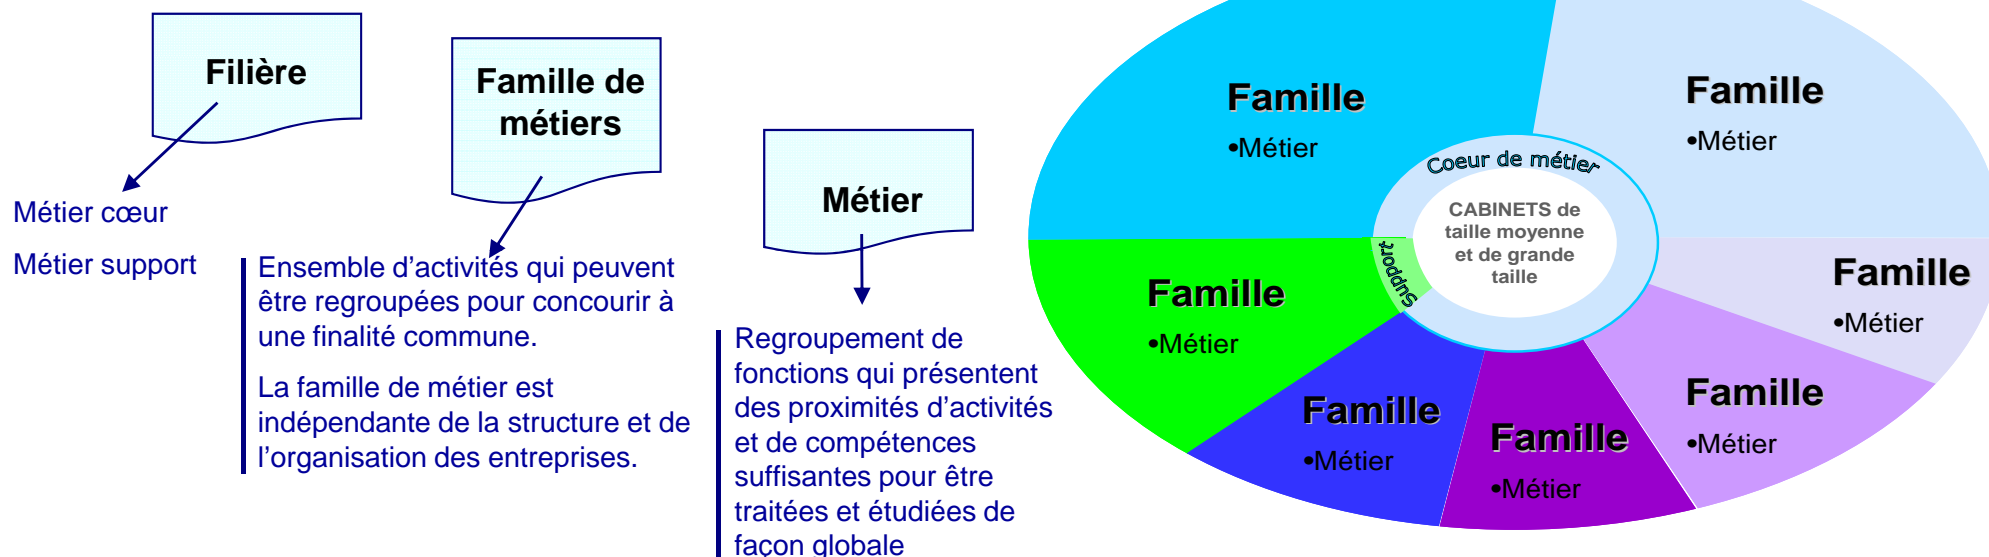 Filière
Métier cœur
Métier support
Famille de
métiers
Ensemble d’activités qui peuvent
être regroupées pour concourir à
une finalité commune.
La famille de métier est
indépendante de la structure et de
l’organisation des entreprises.
Métier
Regroupement de
fonctions qui présentent
des proximités d’activités
et de compétences
suffisantes pour être
traitées et étudiées de
façon globale
Famille
•Métier
Famille
•Métier
Coeur de métier
CABINETS de
taille moyenne
et de grande
taille
Support
Famille
•Métier
Famille
•Métier
Famille
•Métier
Famille
•Métier
Famille
•Métier